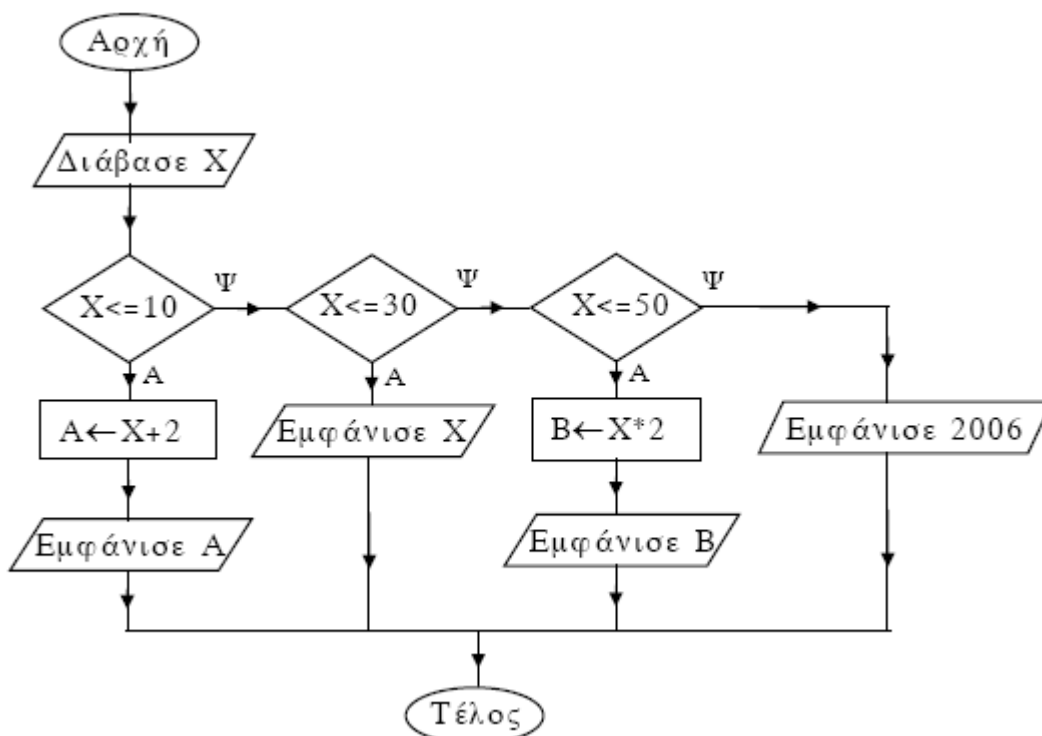 Αρχή
Διάβασε Χ
Χ<=10
Ψ
Χ<=30
Ψ
Χ<=50
Ψ
Α
Α
Α
Α←Χ+2
Εμφάνισε Χ
Β←Χ*2
Εμφάνισε 2006
Εμφάνισε Α
Εμφάνισε Β
Τέλος